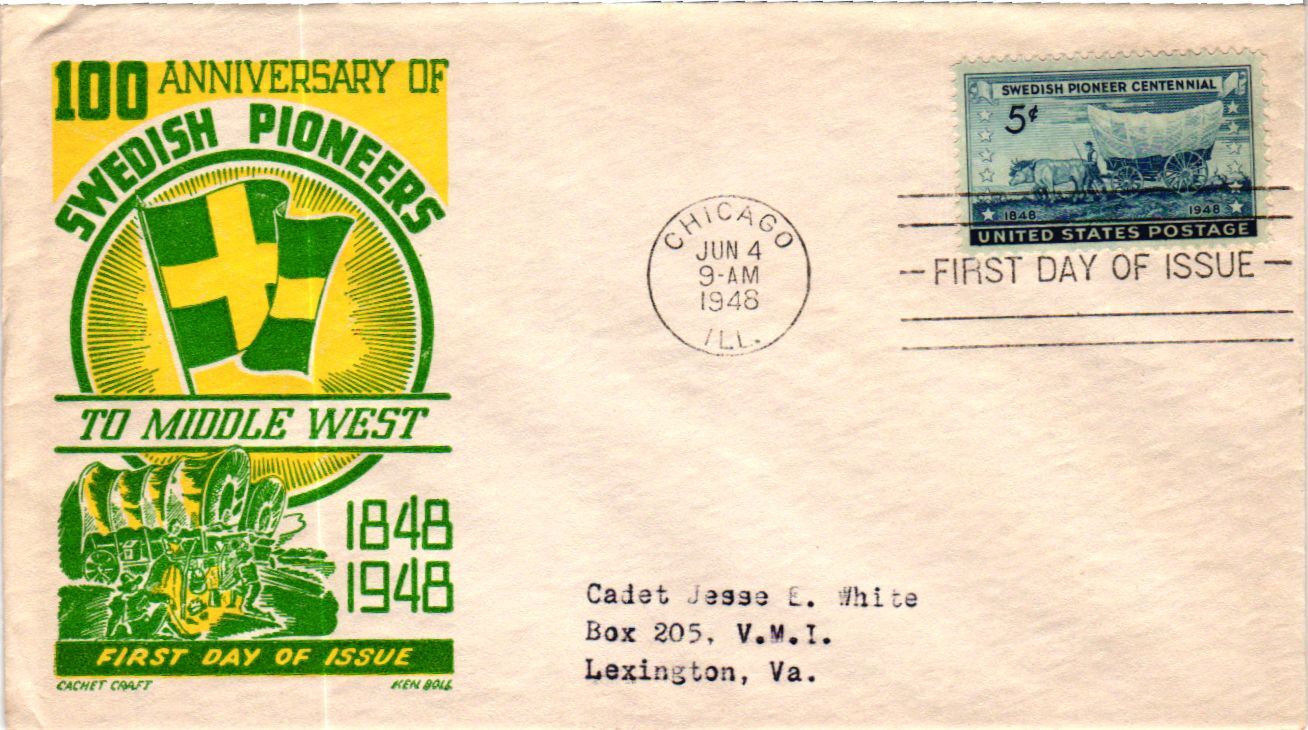 100 ANNIVERSARY OF
SWEDISH PIONEERS
TO MIDDLE WEST
1848
1948
FIRST DAY OF ISSUE
CACHET CRAFT KEN BOLL
CHICAGO
JUN 4
9-AM
1948
ILL.
SWEDISH PIONEER CENTENNIAL
5¢
1848 1948
UNITED STATES POSTAGE
— FIRST DAY OF ISSUE —
Cadet Jesse E. White
Box 205, V.M.I.
Lexington, Va.